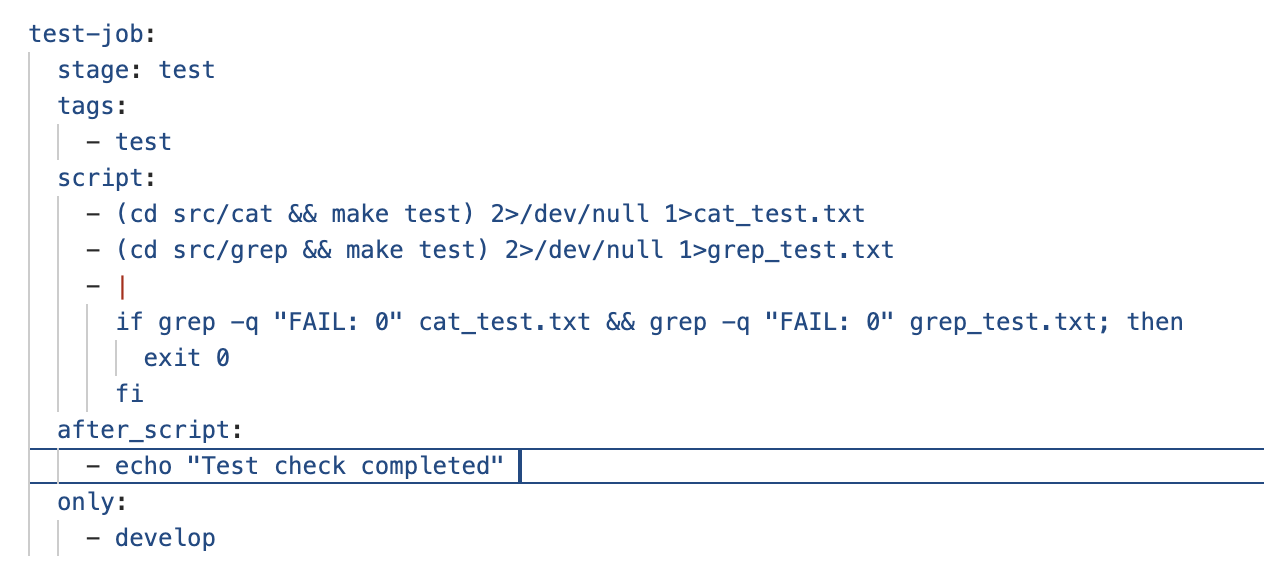 test-job:
  stage: test
  tags:
    - test
  script:
    - (cd src/cat && make test) 2>/dev/null 1>cat_test.txt
    - (cd src/grep && make test) 2>/dev/null 1>grep_test.txt
    - |
      if grep -q "FAIL: 0" cat_test.txt && grep -q "FAIL: 0" grep_test.txt; then
        exit 0
      fi
  after_script:
    - echo "Test check completed"
  only:
    - develop